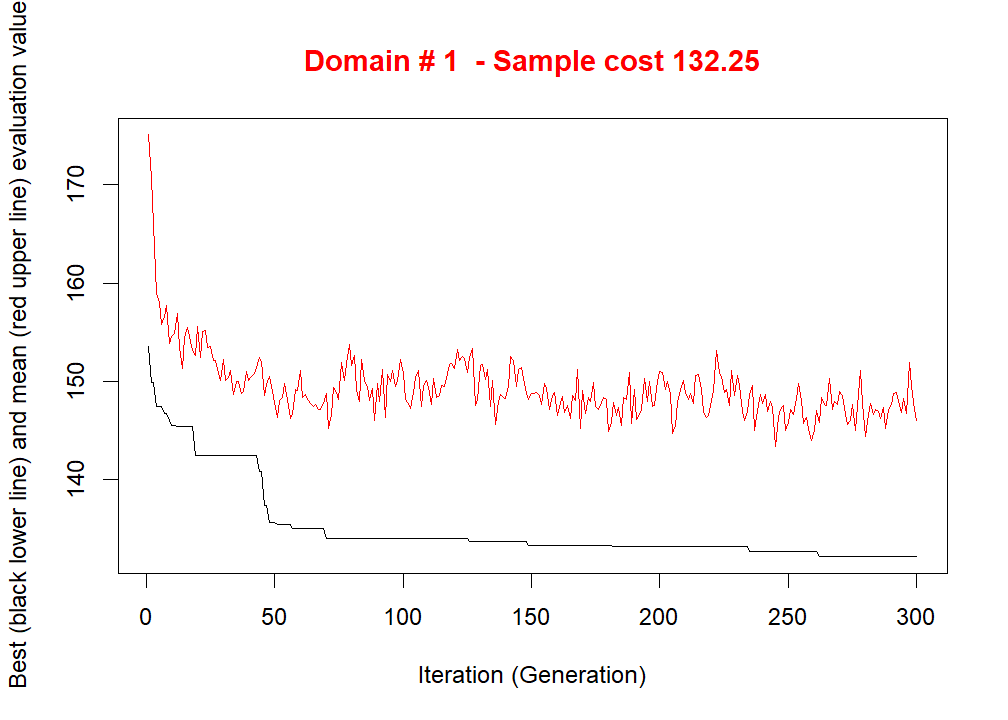 Domain # 1  - Sample cost 132.25
Best (black lower line) and mean (red upper line) evaluation value
170
160
150
140
0 50 100 150 200 250 300
Iteration (Generation)